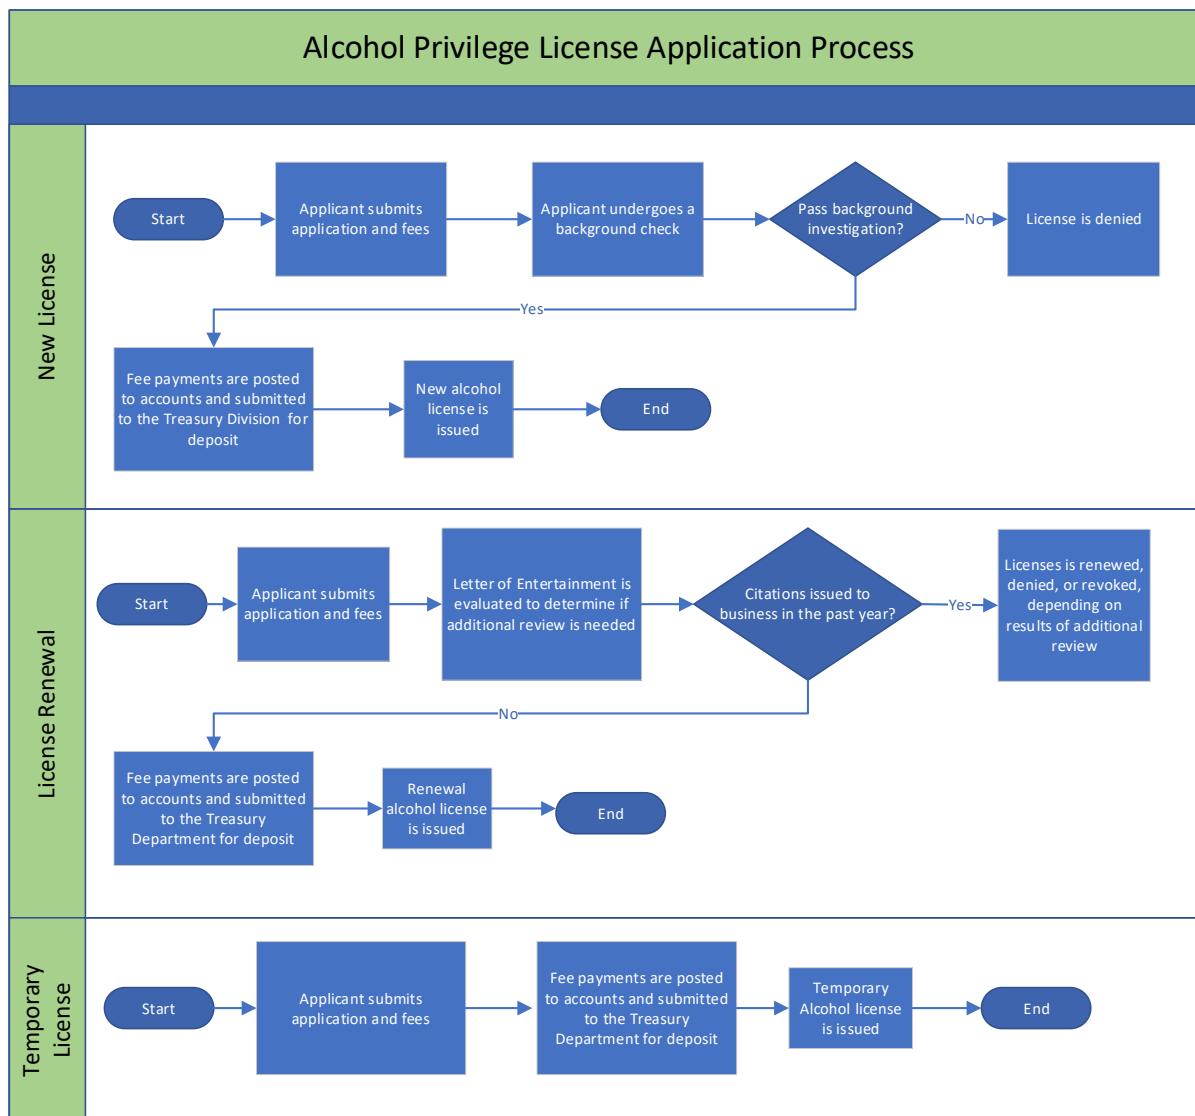 Alcohol Privilege License Application Process
New License
Start
Applicant submits
application and fees
Applicant undergoes a
background check
Pass background
investigation?
No
License is denied
Yes
Fee payments are posted
to accounts and submitted
to the Treasury Division for
deposit
New alcohol
license is
issued
End
License Renewal
Start
Applicant submits
application and fees
Letter of Entertainment is
evaluated to determine if
additional review is needed
Citations issued to
business in the past year?
Yes
Licenses is renewed,
denied, or revoked,
depending on
results of additional
review
No
Fee payments are posted
to accounts and submitted
to the Treasury
Department for deposit
Renewal
alcohol license
is issued
End
Temporary
License
Start
Applicant submits
application and fees
Fee payments are posted
to accounts and submitted
to the Treasury
Department for deposit
Temporary
Alcohol license
is issued
End